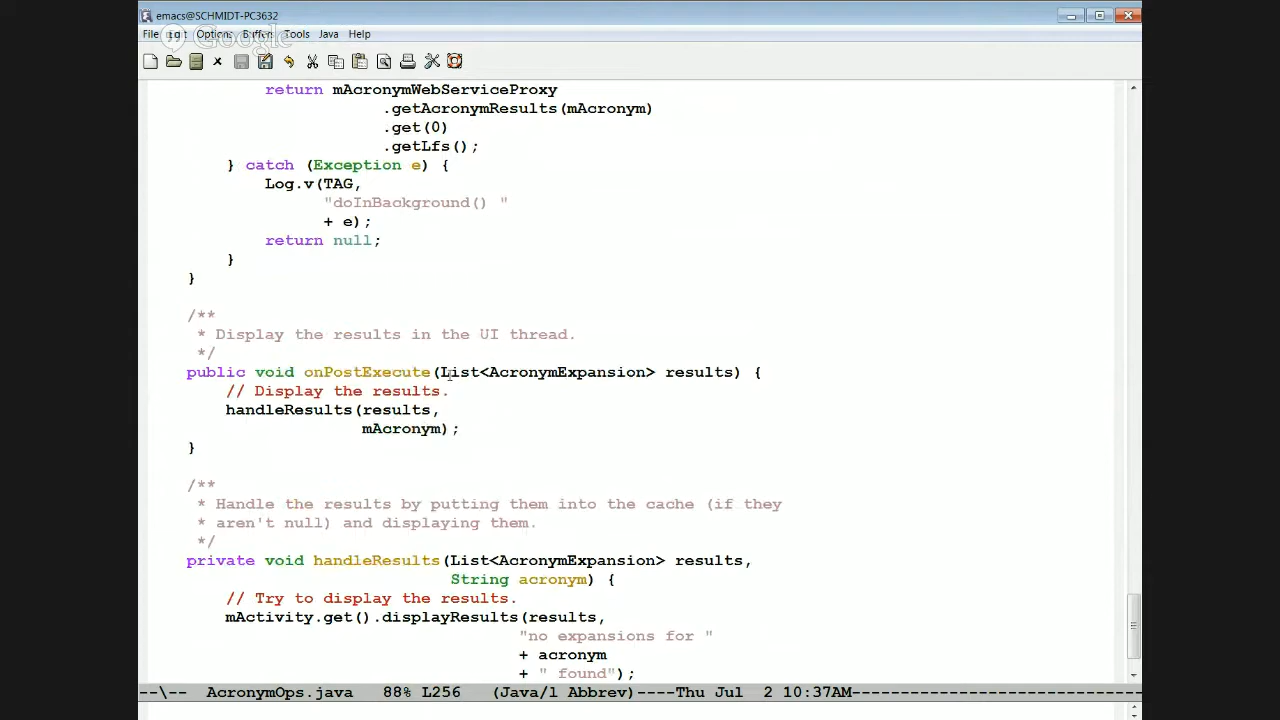 emacs@SCHMIDT-PC3632
File Edit Options Buffers Tools Java Help
Google
return mAcronymWebServiceProxy
.getAcronymResults(mAcronym)
.get(0)
.getLfs();
} catch (Exception e) {
Log.v(TAG,
"doInBackground() "
+ e);
return null;
}
}
/**
* Display the results in the UI thread.
*/
public void onPostExecute(List<AcronymExpansion> results) {
// Display the results.
handleResults(results,
mAcronym);
}
/**
* Handle the results by putting them into the cache (if they
* aren't null) and displaying them.
*/
private void handleResults(List<AcronymExpansion> results,
String acronym) {
// Try to display the results.
mActivity.get().displayResults(results,
"no expansions for "
+ acronym
+ " found");
--\-- AcronymOps.java 88% L256 (Java/l Abbrev)----Thu Jul 2 10:37AM------------------------------